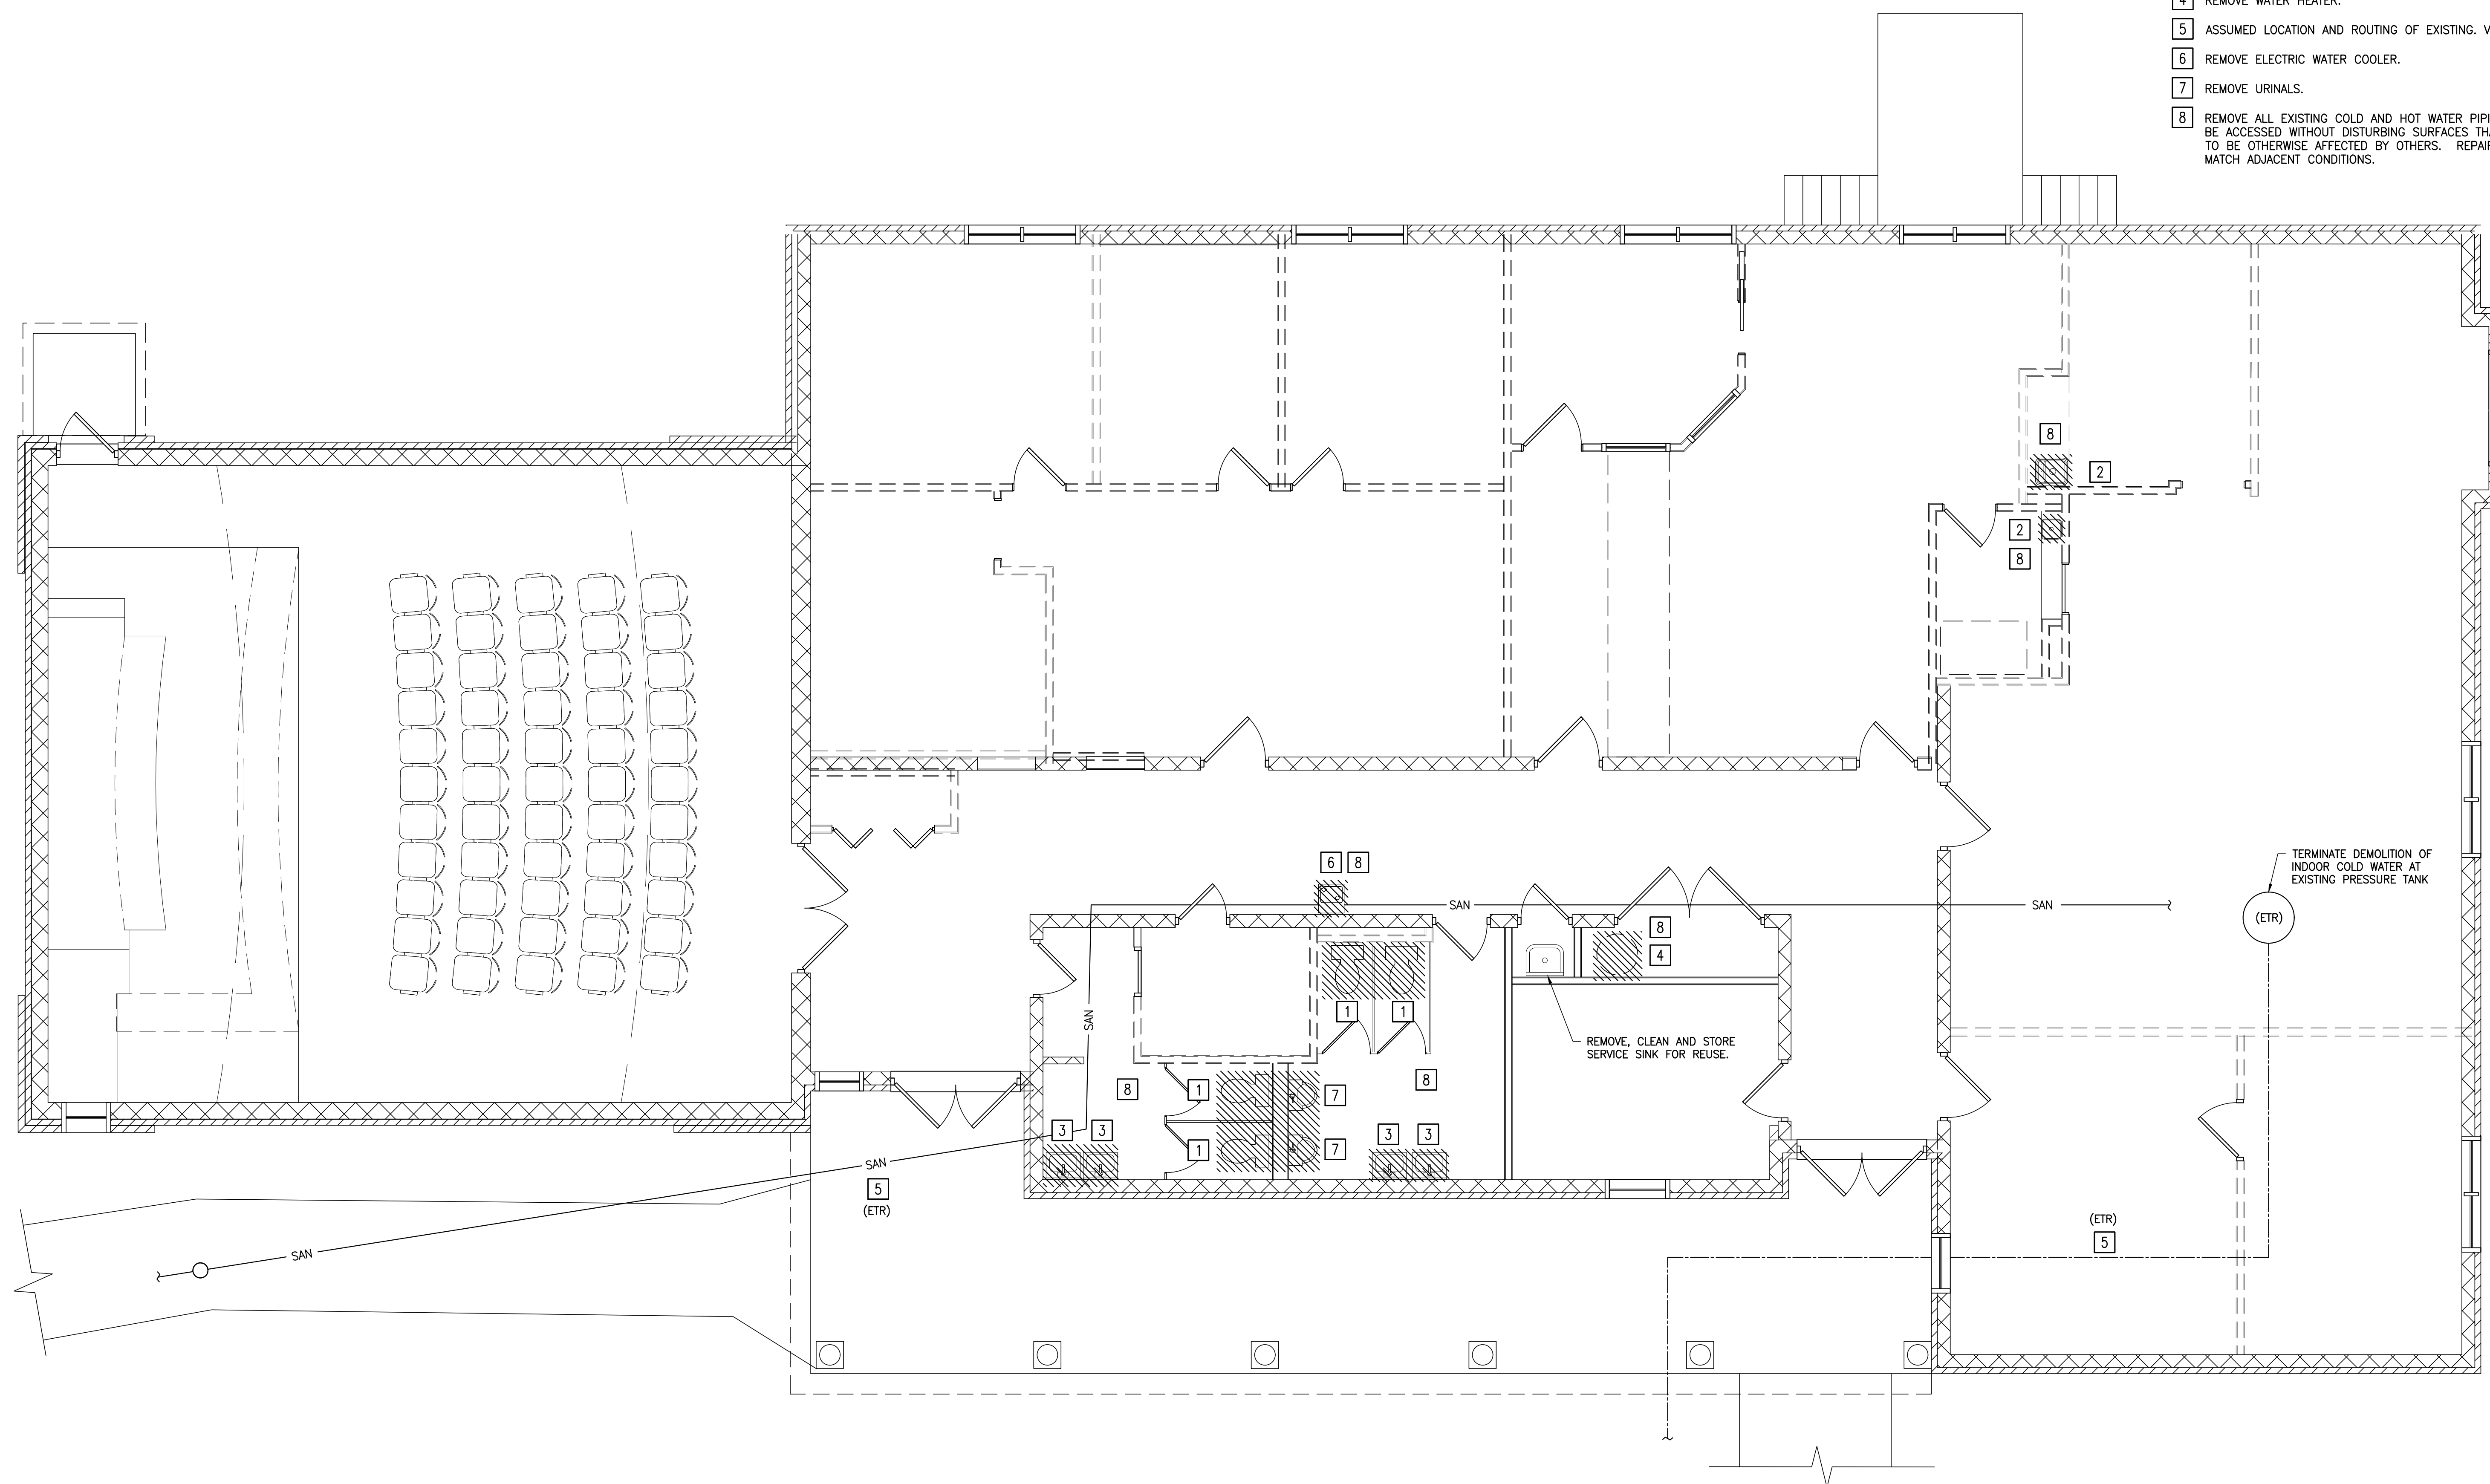 4 REMOVE WATER HEATER.
5 ASSUMED LOCATION AND ROUTING OF EXISTING. V
6 REMOVE ELECTRIC WATER COOLER.
7 REMOVE URINALS.
8 REMOVE ALL EXISTING COLD AND HOT WATER PIPI
BE ACCESSED WITHOUT DISTURBING SURFACES THA
TO BE OTHERWISE AFFECTED BY OTHERS. REPAIR
MATCH ADJACENT CONDITIONS.
8
2
2
8
6 8
TERMINATE DEMOLITION OF
INDOOR COLD WATER AT
EXISTING PRESSURE TANK
SAN
SAN
(ETR)
8
4
1 1
SAN
REMOVE, CLEAN AND STORE
SERVICE SINK FOR REUSE.
8 1 7 8
3 3 3 3
1 7
SAN
5
(ETR)
(ETR)
5
SAN